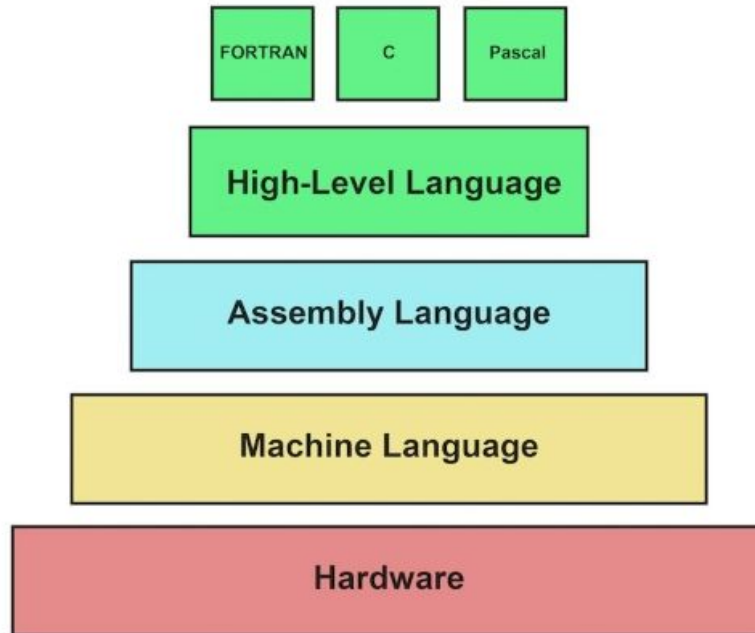 FORTRAN
C
Pascal
High-Level Language
Assembly Language
Machine Language
Hardware